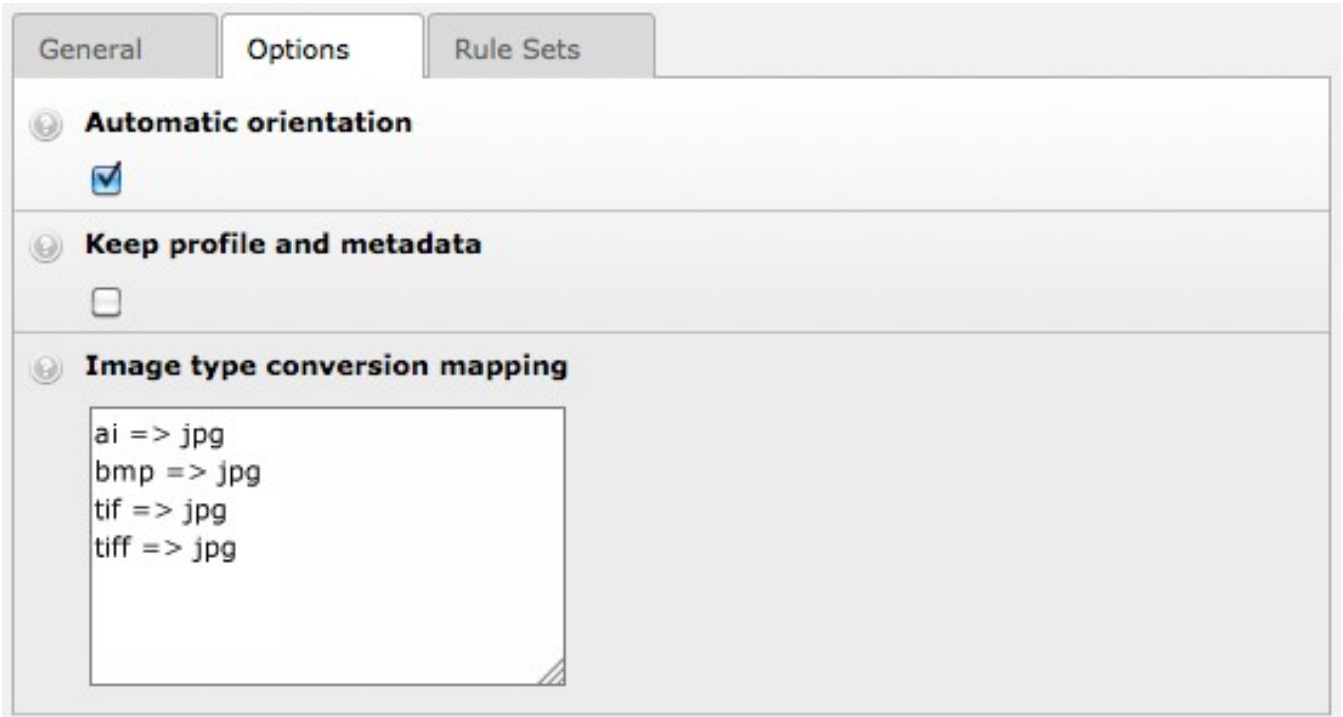 General Options Rule Sets
Automatic orientation
Keep profile and metadata
Image type conversion mapping
ai => jpg
bmp => jpg
tif => jpg
tiff => jpg